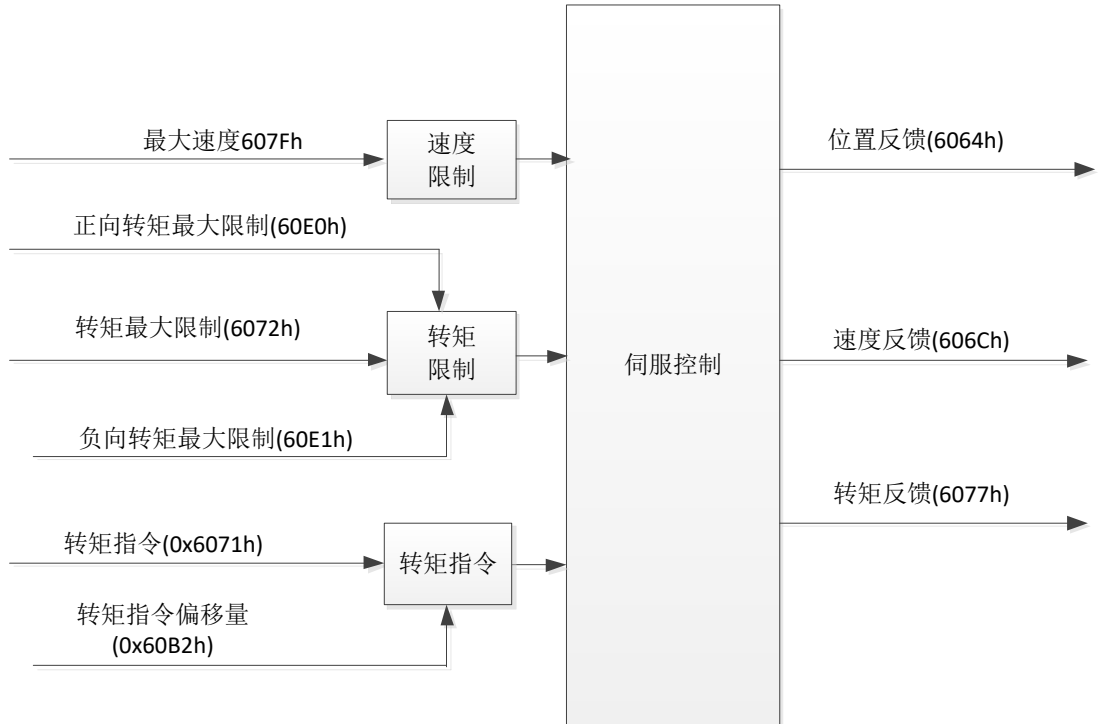 最大速度607Fh
速度
限制
位置反馈(6064h)
正向转矩最大限制(60E0h)
转矩最大限制(6072h)
转矩
限制
伺服控制
速度反馈(606Ch)
负向转矩最大限制(60E1h)
转矩反馈(6077h)
转矩指令(0x6071h)
转矩指令
转矩指令偏移量
(0x60B2h)